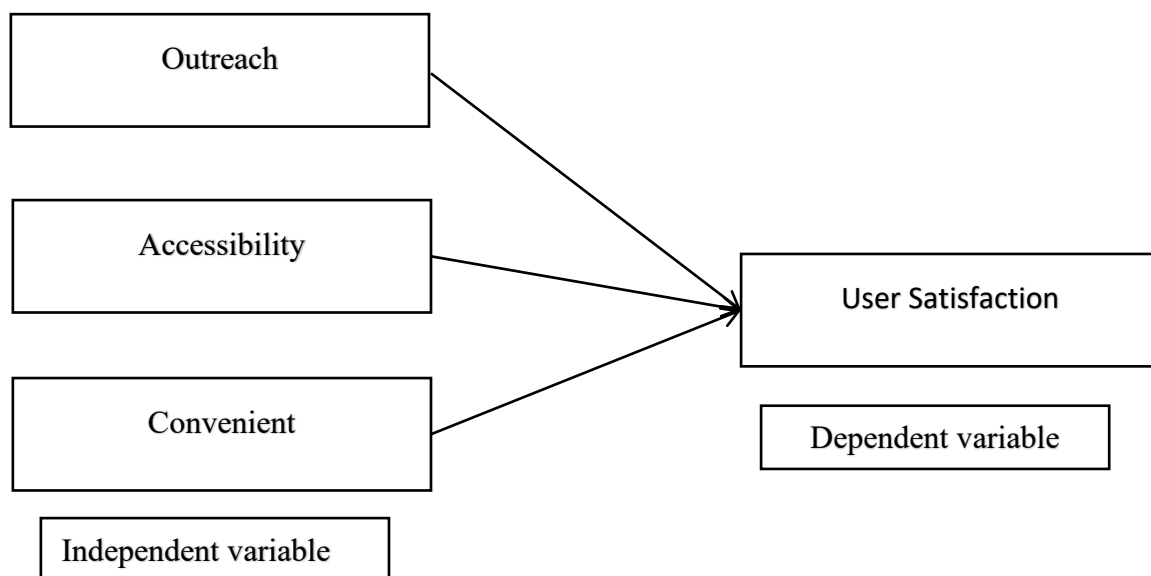 Outreach
Accessibility
Convenient
Independent variable
User Satisfaction
Dependent variable